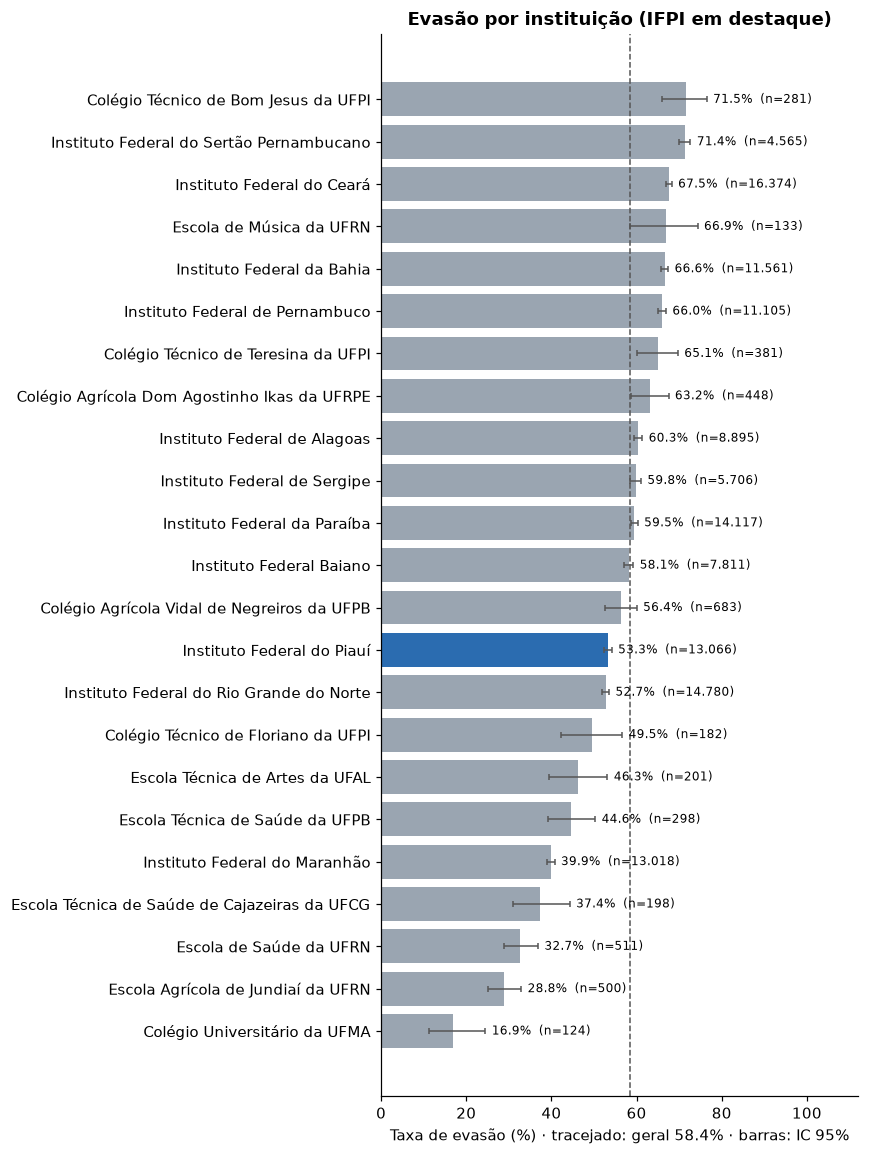 Evasão por instituição (IFPI em destaque)
Colégio Técnico de Bom Jesus da UFPI 71.5% (n=281)
Instituto Federal do Sertão Pernambucano 71.4% (n=4.565)
Instituto Federal do Ceará 67.5% (n=16.374)
Escola de Música da UFRN 66.9% (n=133)
Instituto Federal da Bahia 66.6% (n=11.561)
Instituto Federal de Pernambuco 66.0% (n=11.105)
Colégio Técnico de Teresina da UFPI 65.1% (n=381)
Colégio Agrícola Dom Agostinho Ikas da UFRPE 63.2% (n=448)
Instituto Federal de Alagoas 60.3% (n=8.895)
Instituto Federal de Sergipe 59.8% (n=5.706)
Instituto Federal da Paraíba 59.5% (n=14.117)
Instituto Federal Baiano 58.1% (n=7.811)
Colégio Agrícola Vidal de Negreiros da UFPB 56.4% (n=683)
Instituto Federal do Piauí 53.3% (n=13.066)
Instituto Federal do Rio Grande do Norte 52.7% (n=14.780)
Colégio Técnico de Floriano da UFPI 49.5% (n=182)
Escola Técnica de Artes da UFAL 46.3% (n=201)
Escola Técnica de Saúde da UFPB 44.6% (n=298)
Instituto Federal do Maranhão 39.9% (n=13.018)
Escola Técnica de Saúde de Cajazeiras da UFCG 37.4% (n=198)
Escola de Saúde da UFRN 32.7% (n=511)
Escola Agrícola de Jundiaí da UFRN 28.8% (n=500)
Colégio Universitário da UFMA 16.9% (n=124)
0 20 40 60 80 100
Taxa de evasão (%) · tracejado: geral 58.4% · barras: IC 95%